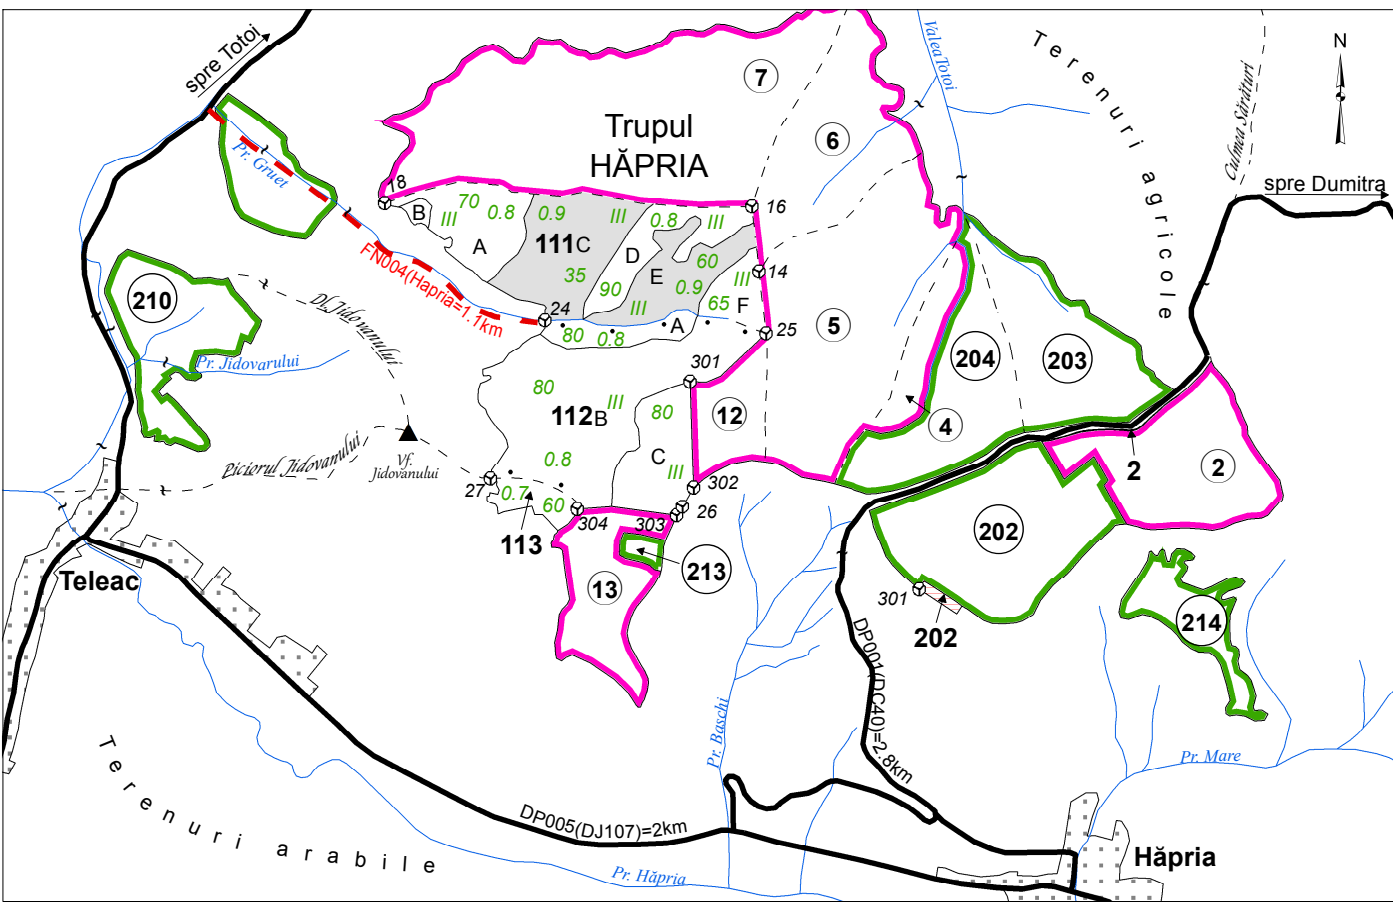 spre Totoi
Valea Totoi
Terenuri agricole
Culmea Sărături
N
7
Trupul
HĂPRIA
6
spre Dumitra
Pr. Gruet
18
B
III
70
0.8
0.9
III
0.8
III
16
A
111C
D
E
60
35
90
0.9
III
14
III
65
F
FN004(Hapria=1.1km
24
A
25
80
0.8
210
Dl. Jidovanului
Pr. Jidovarului
5
204
203
301
80
III
112B
80
12
4
C
III
2
2
Piciorul Jidovanului
Vf.
Jidovanului
0.8
27
0.7
60
302
26
304
303
113
213
13
202
301
202
214
Teleac
DP001(DC40)=2.8km
Pr. Baschi
Pr. Mare
Terenuri arabile
DP005(DJ107)=2km
Pr. Hăpria
Hăpria